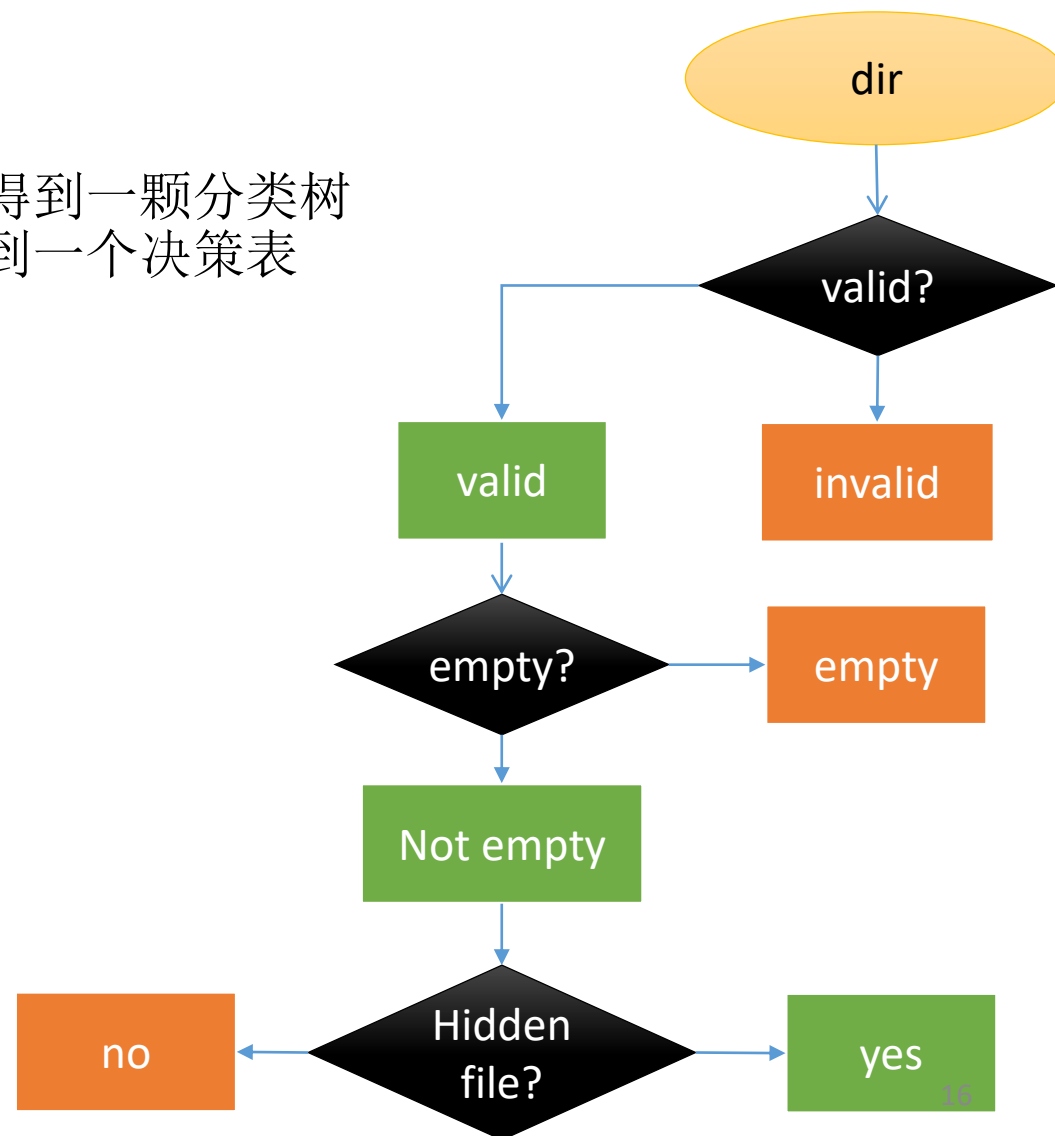 dir
得到一颗分类树
到一个决策表
valid?
valid
invalid
empty?
empty
Not empty
no
Hidden
file?
yes
16